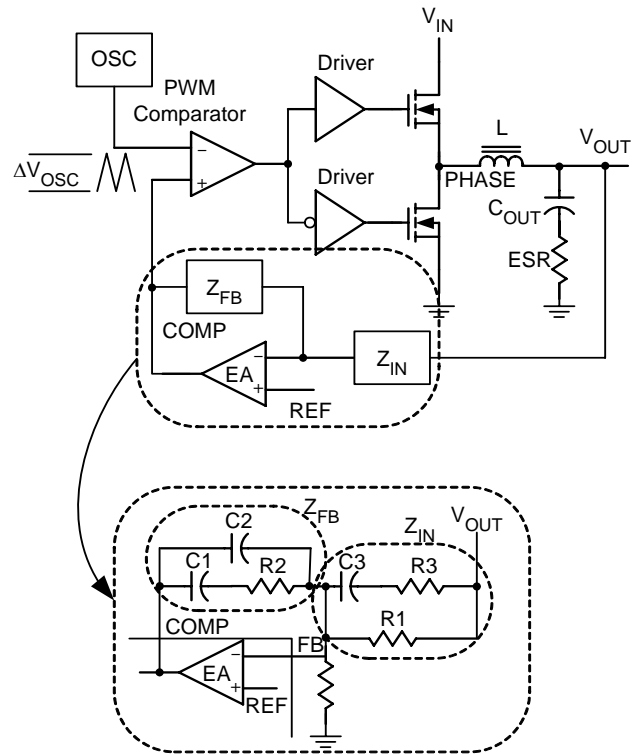 V_IN
OSC
Driver
PWM
Comparator
L
V_OUT
−
+
ΔV_OSC
PHASE
Driver
C_OUT
ESR
Z_FB
COMP
−
+
EA
Z_IN
REF
Z_FB
Z_IN
V_OUT
C2
C1
R2
C3
R3
R1
COMP
FB
−
+
EA
REF